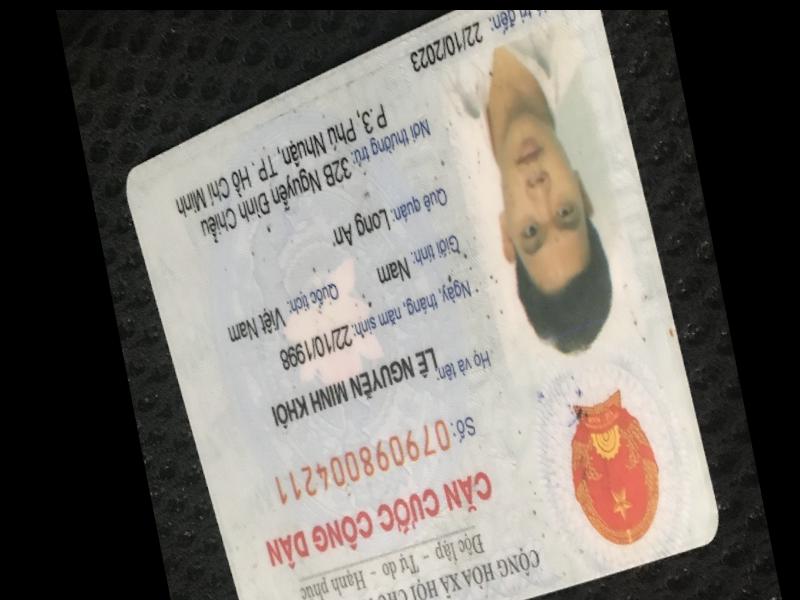 CỘNG HÒA XÃ HỘI CHỦ
Độc lập - Tự do - Hạnh phúc
CĂN CƯỚC CÔNG DÂN
Số: 079098004211
Họ và tên: LÊ NGUYỄN MINH KHÔI
Ngày, tháng, năm sinh: 22/10/1998
Giới tính: Nam Quốc tịch: Việt Nam
Quê quán: Long An
Nơi thường trú: 32B Nguyễn Đình Chiểu
P.3, Phú Nhuận, TP. Hồ Chí Minh
trị đến: 22/10/2023